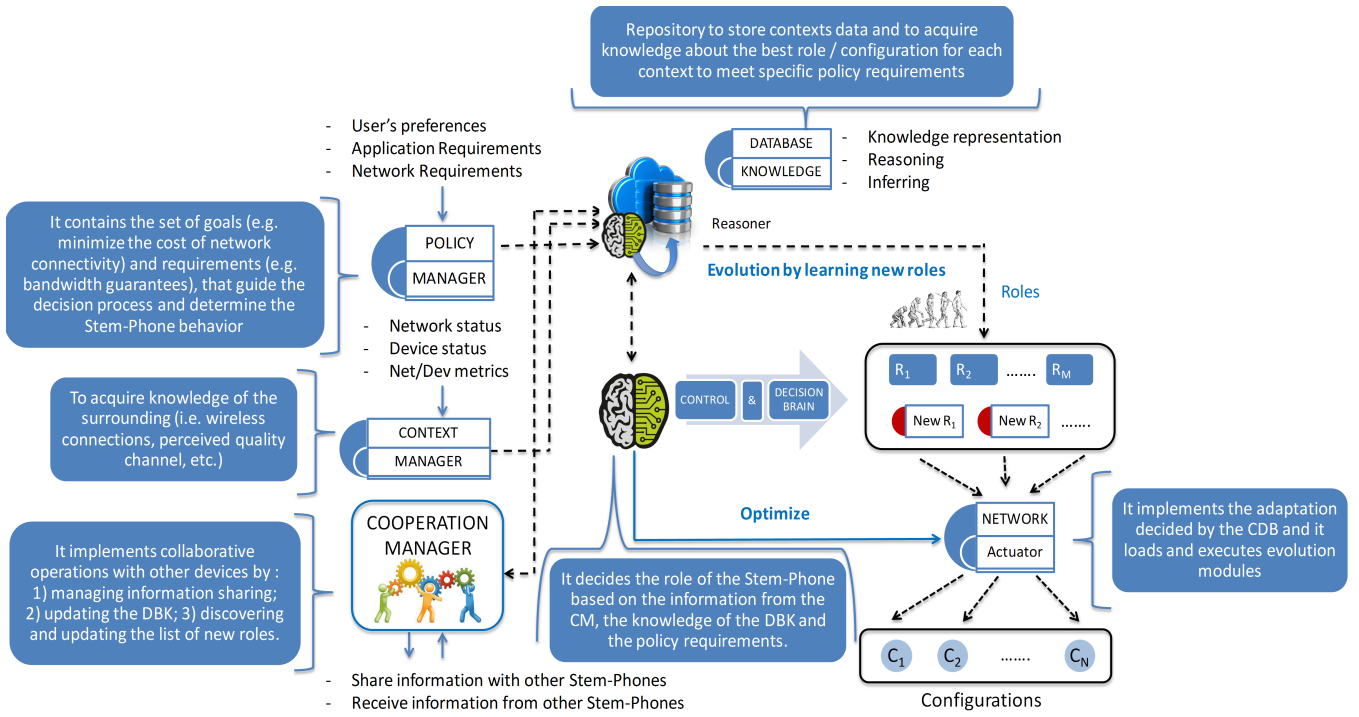 Repository to store contexts data and to acquire
knowledge about the best role / configuration for each
context to meet specific policy requirements
- User's preferences
- Application Requirements
- Network Requirements
DATABASE
KNOWLEDGE
- Knowledge representation
- Reasoning
- Inferring
It contains the set of goals (e.g.
minimize the cost of network
connectivity) and requirements (e.g.
bandwidth guarantees), that guide the
decision process and determine the
Stem-Phone behavior
POLICY
MANAGER
Reasoner
Evolution by learning new roles
Roles
- Network status
- Device status
- Net/Dev metrics
R1
R2
.......
RM
New R1
New R2
.......
CONTROL
&
DECISION
BRAIN
To acquire knowledge of the
surrounding (i.e. wireless
connections, perceived quality
channel, etc.)
CONTEXT
MANAGER
COOPERATION
MANAGER
Optimize
NETWORK
Actuator
It implements the adaptation
decided by the CDB and it
loads and executes evolution
modules
It implements collaborative
operations with other devices by :
1) managing information sharing;
2) updating the DBK; 3) discovering
and updating the list of new roles.
It decides the role of the Stem-Phone
based on the information from the
CM, the knowledge of the DBK and
the policy requirements.
C1
C2
.......
CN
Configurations
- Share information with other Stem-Phones
- Receive information from other Stem-Phones